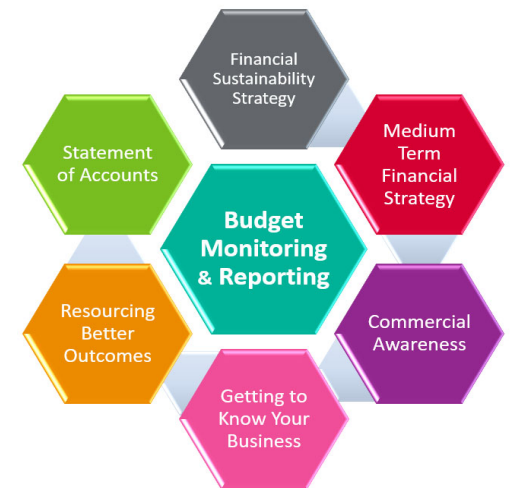 Financial
Sustainability
Strategy
Medium
Term
Financial
Strategy
Statement
of Accounts
Budget
Monitoring
& Reporting
Resourcing
Better
Outcomes
Commercial
Awareness
Getting to
Know Your
Business